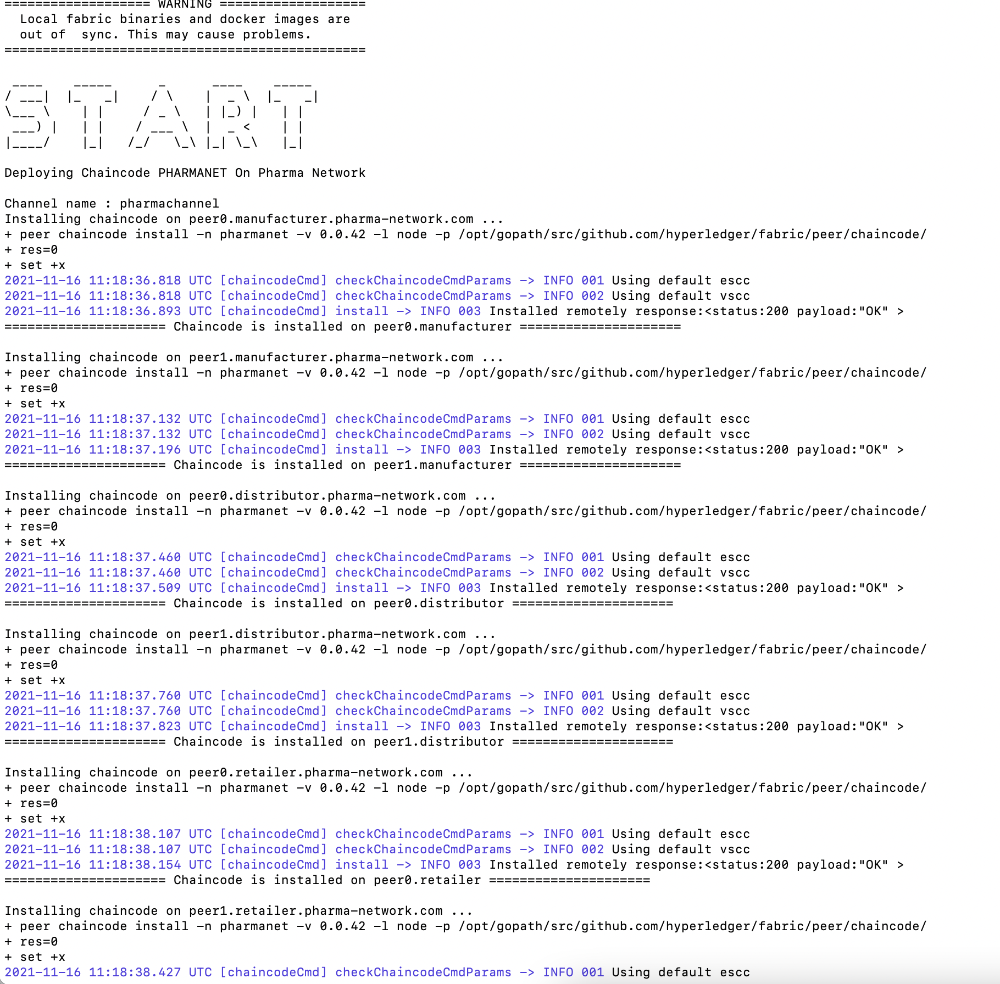 =================== WARNING ===================
  Local fabric binaries and docker images are
  out of  sync. This may cause problems.
===============================================

 ____    _____      _      ____    _____
/ ___|  |_   _|    / \    |  _ \  |_   _|
\___ \    | |     / _ \   | |_) |   | |
 ___) |   | |    / ___ \  |  _ <    | |
|____/    |_|   /_/   \_\ |_| \_\   |_|

Deploying Chaincode PHARMANET On Pharma Network

Channel name : pharmachannel
Installing chaincode on peer0.manufacturer.pharma-network.com ...
+ peer chaincode install -n pharmanet -v 0.0.42 -l node -p /opt/gopath/src/github.com/hyperledger/fabric/peer/chaincode/
+ res=0
+ set +x
2021-11-16 11:18:36.818 UTC [chaincodeCmd] checkChaincodeCmdParams -> INFO 001 Using default escc
2021-11-16 11:18:36.818 UTC [chaincodeCmd] checkChaincodeCmdParams -> INFO 002 Using default vscc
2021-11-16 11:18:36.893 UTC [chaincodeCmd] install -> INFO 003 Installed remotely response:<status:200 payload:"OK" >
===================== Chaincode is installed on peer0.manufacturer =====================

Installing chaincode on peer1.manufacturer.pharma-network.com ...
+ peer chaincode install -n pharmanet -v 0.0.42 -l node -p /opt/gopath/src/github.com/hyperledger/fabric/peer/chaincode/
+ res=0
+ set +x
2021-11-16 11:18:37.132 UTC [chaincodeCmd] checkChaincodeCmdParams -> INFO 001 Using default escc
2021-11-16 11:18:37.132 UTC [chaincodeCmd] checkChaincodeCmdParams -> INFO 002 Using default vscc
2021-11-16 11:18:37.196 UTC [chaincodeCmd] install -> INFO 003 Installed remotely response:<status:200 payload:"OK" >
===================== Chaincode is installed on peer1.manufacturer =====================

Installing chaincode on peer0.distributor.pharma-network.com ...
+ peer chaincode install -n pharmanet -v 0.0.42 -l node -p /opt/gopath/src/github.com/hyperledger/fabric/peer/chaincode/
+ res=0
+ set +x
2021-11-16 11:18:37.460 UTC [chaincodeCmd] checkChaincodeCmdParams -> INFO 001 Using default escc
2021-11-16 11:18:37.460 UTC [chaincodeCmd] checkChaincodeCmdParams -> INFO 002 Using default vscc
2021-11-16 11:18:37.509 UTC [chaincodeCmd] install -> INFO 003 Installed remotely response:<status:200 payload:"OK" >
===================== Chaincode is installed on peer0.distributor =====================

Installing chaincode on peer1.distributor.pharma-network.com ...
+ peer chaincode install -n pharmanet -v 0.0.42 -l node -p /opt/gopath/src/github.com/hyperledger/fabric/peer/chaincode/
+ res=0
+ set +x
2021-11-16 11:18:37.760 UTC [chaincodeCmd] checkChaincodeCmdParams -> INFO 001 Using default escc
2021-11-16 11:18:37.760 UTC [chaincodeCmd] checkChaincodeCmdParams -> INFO 002 Using default vscc
2021-11-16 11:18:37.823 UTC [chaincodeCmd] install -> INFO 003 Installed remotely response:<status:200 payload:"OK" >
===================== Chaincode is installed on peer1.distributor =====================

Installing chaincode on peer0.retailer.pharma-network.com ...
+ peer chaincode install -n pharmanet -v 0.0.42 -l node -p /opt/gopath/src/github.com/hyperledger/fabric/peer/chaincode/
+ res=0
+ set +x
2021-11-16 11:18:38.107 UTC [chaincodeCmd] checkChaincodeCmdParams -> INFO 001 Using default escc
2021-11-16 11:18:38.107 UTC [chaincodeCmd] checkChaincodeCmdParams -> INFO 002 Using default vscc
2021-11-16 11:18:38.154 UTC [chaincodeCmd] install -> INFO 003 Installed remotely response:<status:200 payload:"OK" >
===================== Chaincode is installed on peer0.retailer =====================

Installing chaincode on peer1.retailer.pharma-network.com ...
+ peer chaincode install -n pharmanet -v 0.0.42 -l node -p /opt/gopath/src/github.com/hyperledger/fabric/peer/chaincode/
+ res=0
+ set +x
2021-11-16 11:18:38.427 UTC [chaincodeCmd] checkChaincodeCmdParams -> INFO 001 Using default escc